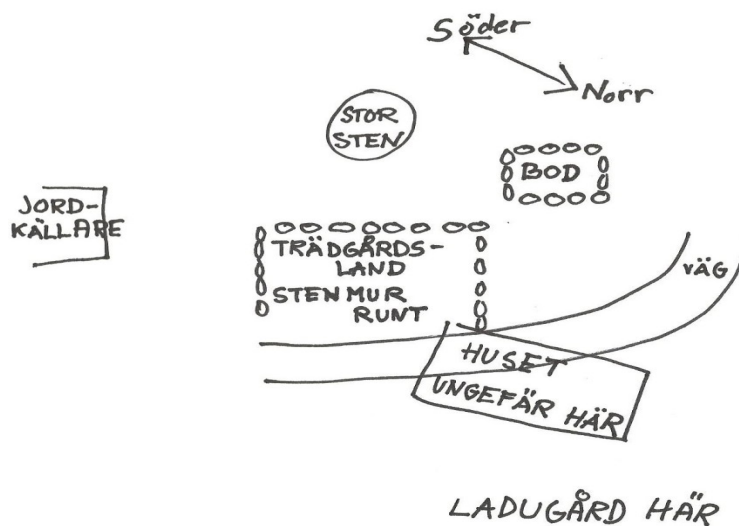 Söder
Norr
STOR
STEN
BOD
JORD-
KÄLLARE
TRÄDGÅRDS-
LAND
STENMUR
RUNT
VÄG
HUSET
UNGEFÄR HÄR
LADUGÅRD HÄR